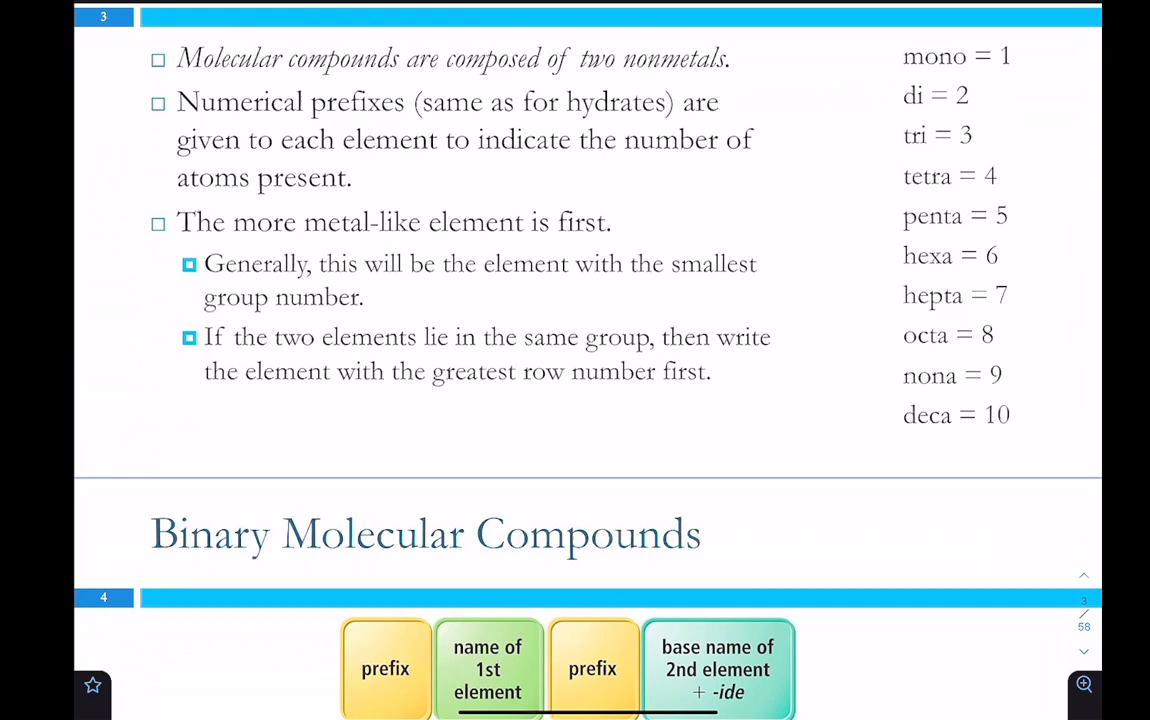 3
Molecular compounds are composed of two nonmetals.
Numerical prefixes (same as for hydrates) are
given to each element to indicate the number of
atoms present.
The more metal-like element is first.
Generally, this will be the element with the smallest
group number.
If the two elements lie in the same group, then write
the element with the greatest row number first.
mono = 1
di = 2
tri = 3
tetra = 4
penta = 5
hexa = 6
hepta = 7
octa = 8
nona = 9
deca = 10
Binary Molecular Compounds
4
prefix
name of
1st
element
prefix
base name of
2nd element
+ -ide
3
/
58